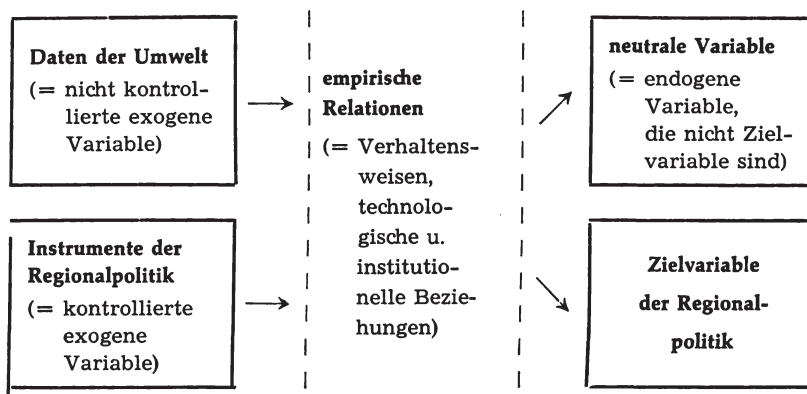 Daten der Umwelt
(= nicht kontrol-
lierte exogene
Variable)
Instrumente der
Regionalpolitik
(= kontrollierte
exogene
Variable)
empirische
Relationen
(= Verhaltens-
weisen,
technolo-
gische u.
institutio-
nelle Bezie-
hungen)
neutrale Variable
(= endogene
Variable,
die nicht Ziel-
variable sind)
Zielvariable
der Regional-
politik